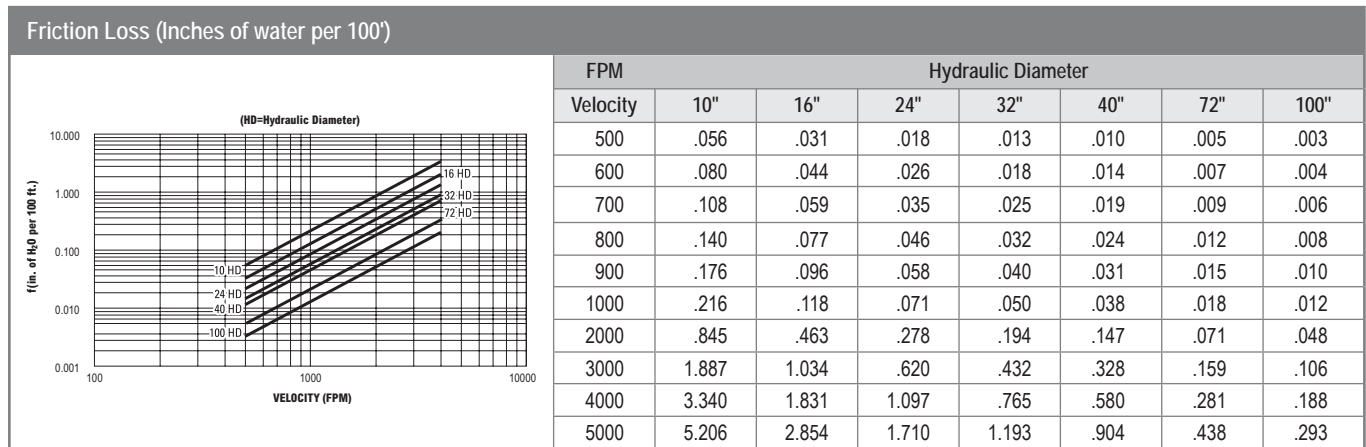 Friction Loss (Inches of water per 100')
(HD=Hydraulic Diameter)
f(in. of H₂O per 100 ft.)
10.000
1.000
0.100
0.010
0.001
16 HD
32 HD
72 HD
10 HD
24 HD
40 HD
100 HD
100 1000 10000
VELOCITY (FPM)
FPM Hydraulic Diameter
Velocity 10" 16" 24" 32" 40" 72" 100"
500 .056 .031 .018 .013 .010 .005 .003
600 .080 .044 .026 .018 .014 .007 .004
700 .108 .059 .035 .025 .019 .009 .006
800 .140 .077 .046 .032 .024 .012 .008
900 .176 .096 .058 .040 .031 .015 .010
1000 .216 .118 .071 .050 .038 .018 .012
2000 .845 .463 .278 .194 .147 .071 .048
3000 1.887 1.034 .620 .432 .328 .159 .106
4000 3.340 1.831 1.097 .765 .580 .281 .188
5000 5.206 2.854 1.710 1.193 .904 .438 .293